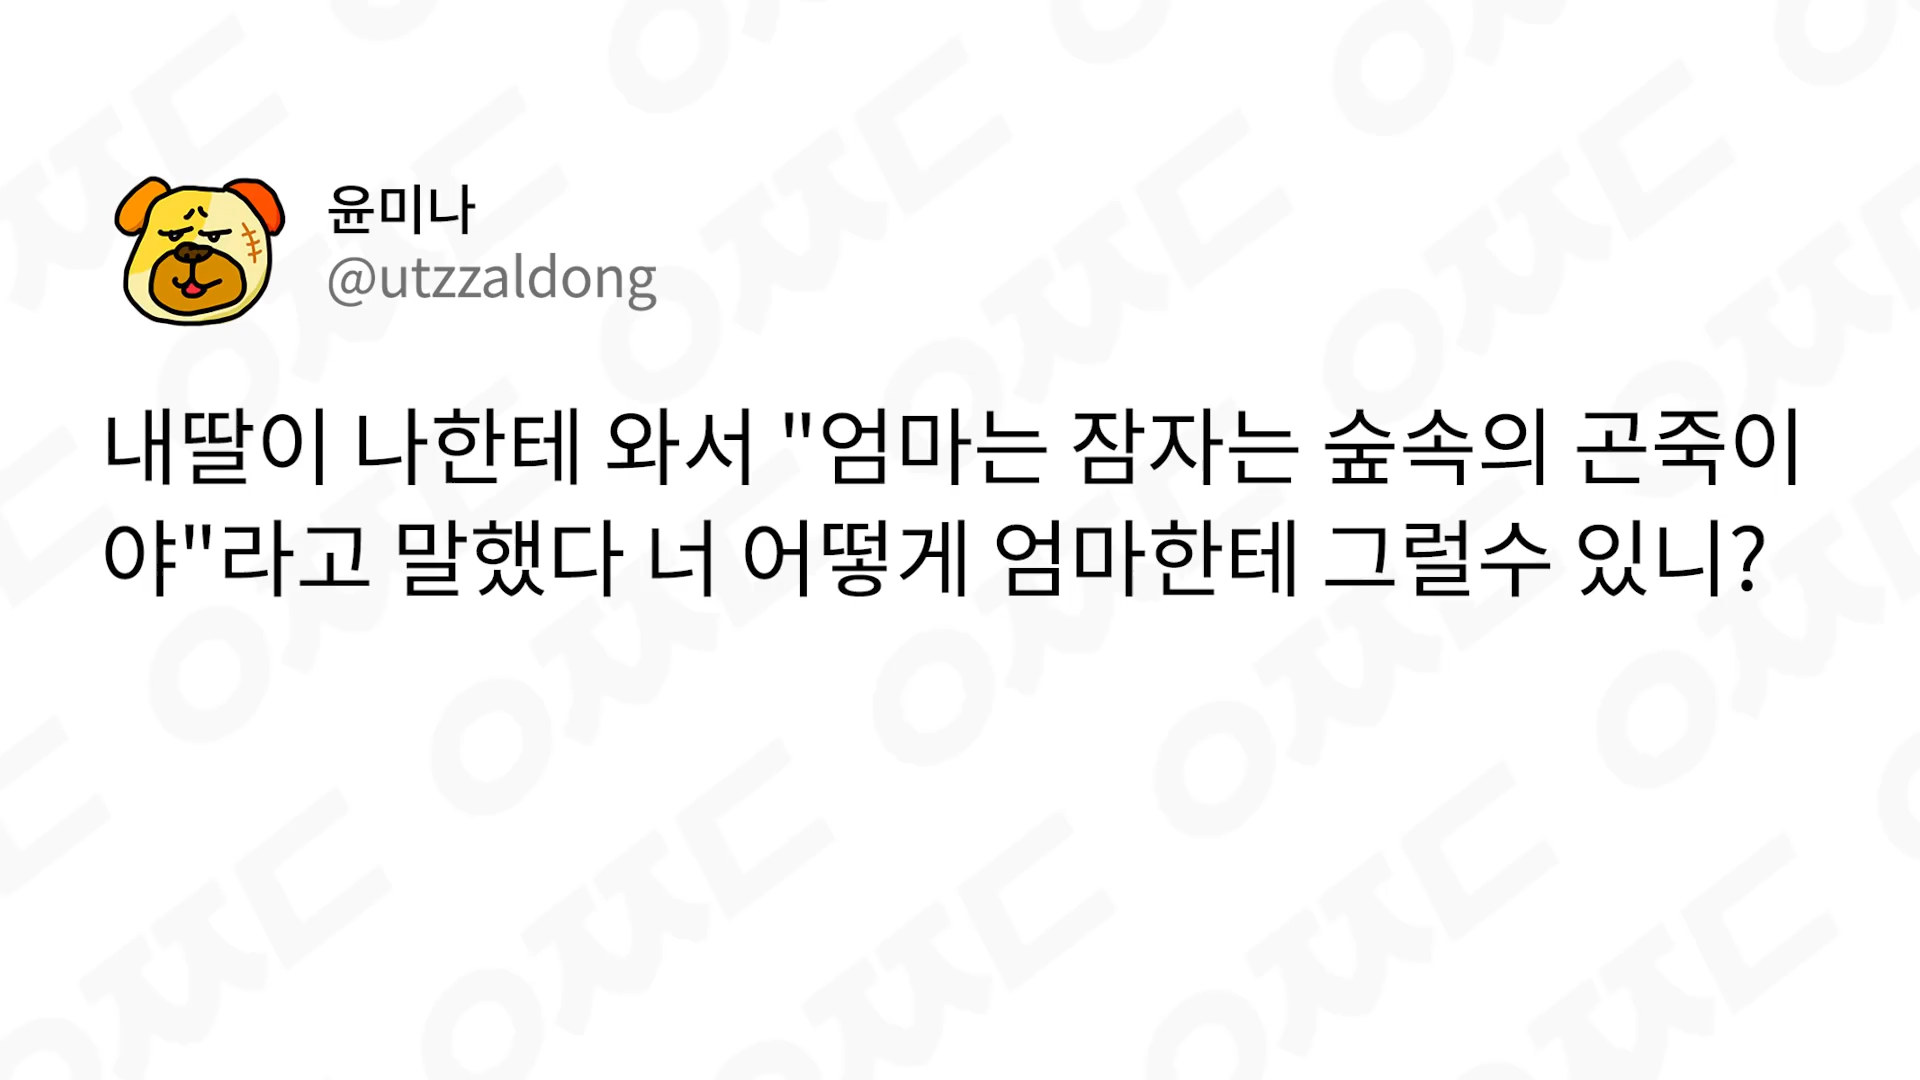 윤미나
@utzzaldong
내딸이 나한테 와서 "엄마는 잠자는 숲속의 곤죽이
야"라고 말했다 너 어떻게 엄마한테 그럴수 있니?